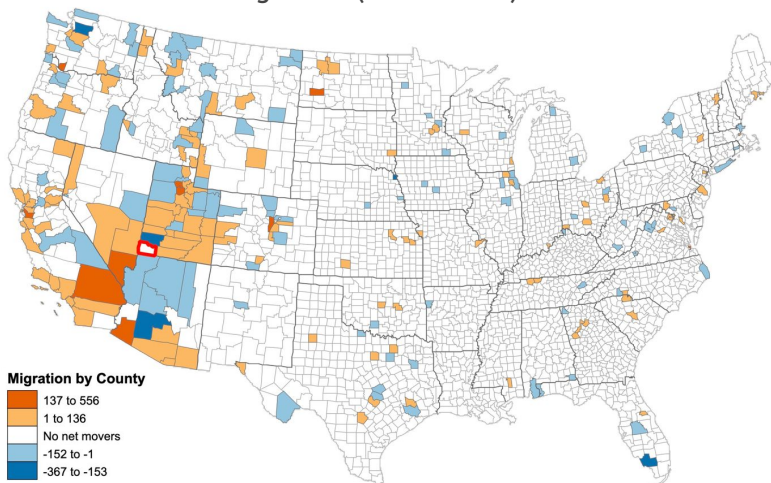 Migration by County
137 to 556
1 to 136
No net movers
-152 to -1
-367 to -153